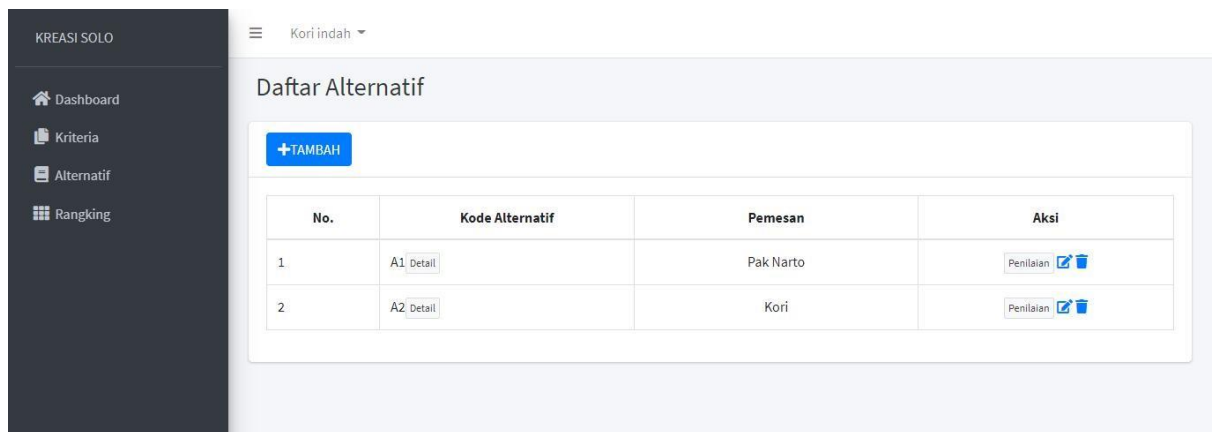 KREASI SOLO
Kori indah
Dashboard
Kriteria
Alternatif
Rangking
Daftar Alternatif
+TAMBAH
No. Kode Alternatif Pemesan Aksi
1 A1 Detail Pak Narto Penilaian
2 A2 Detail Kori Penilaian